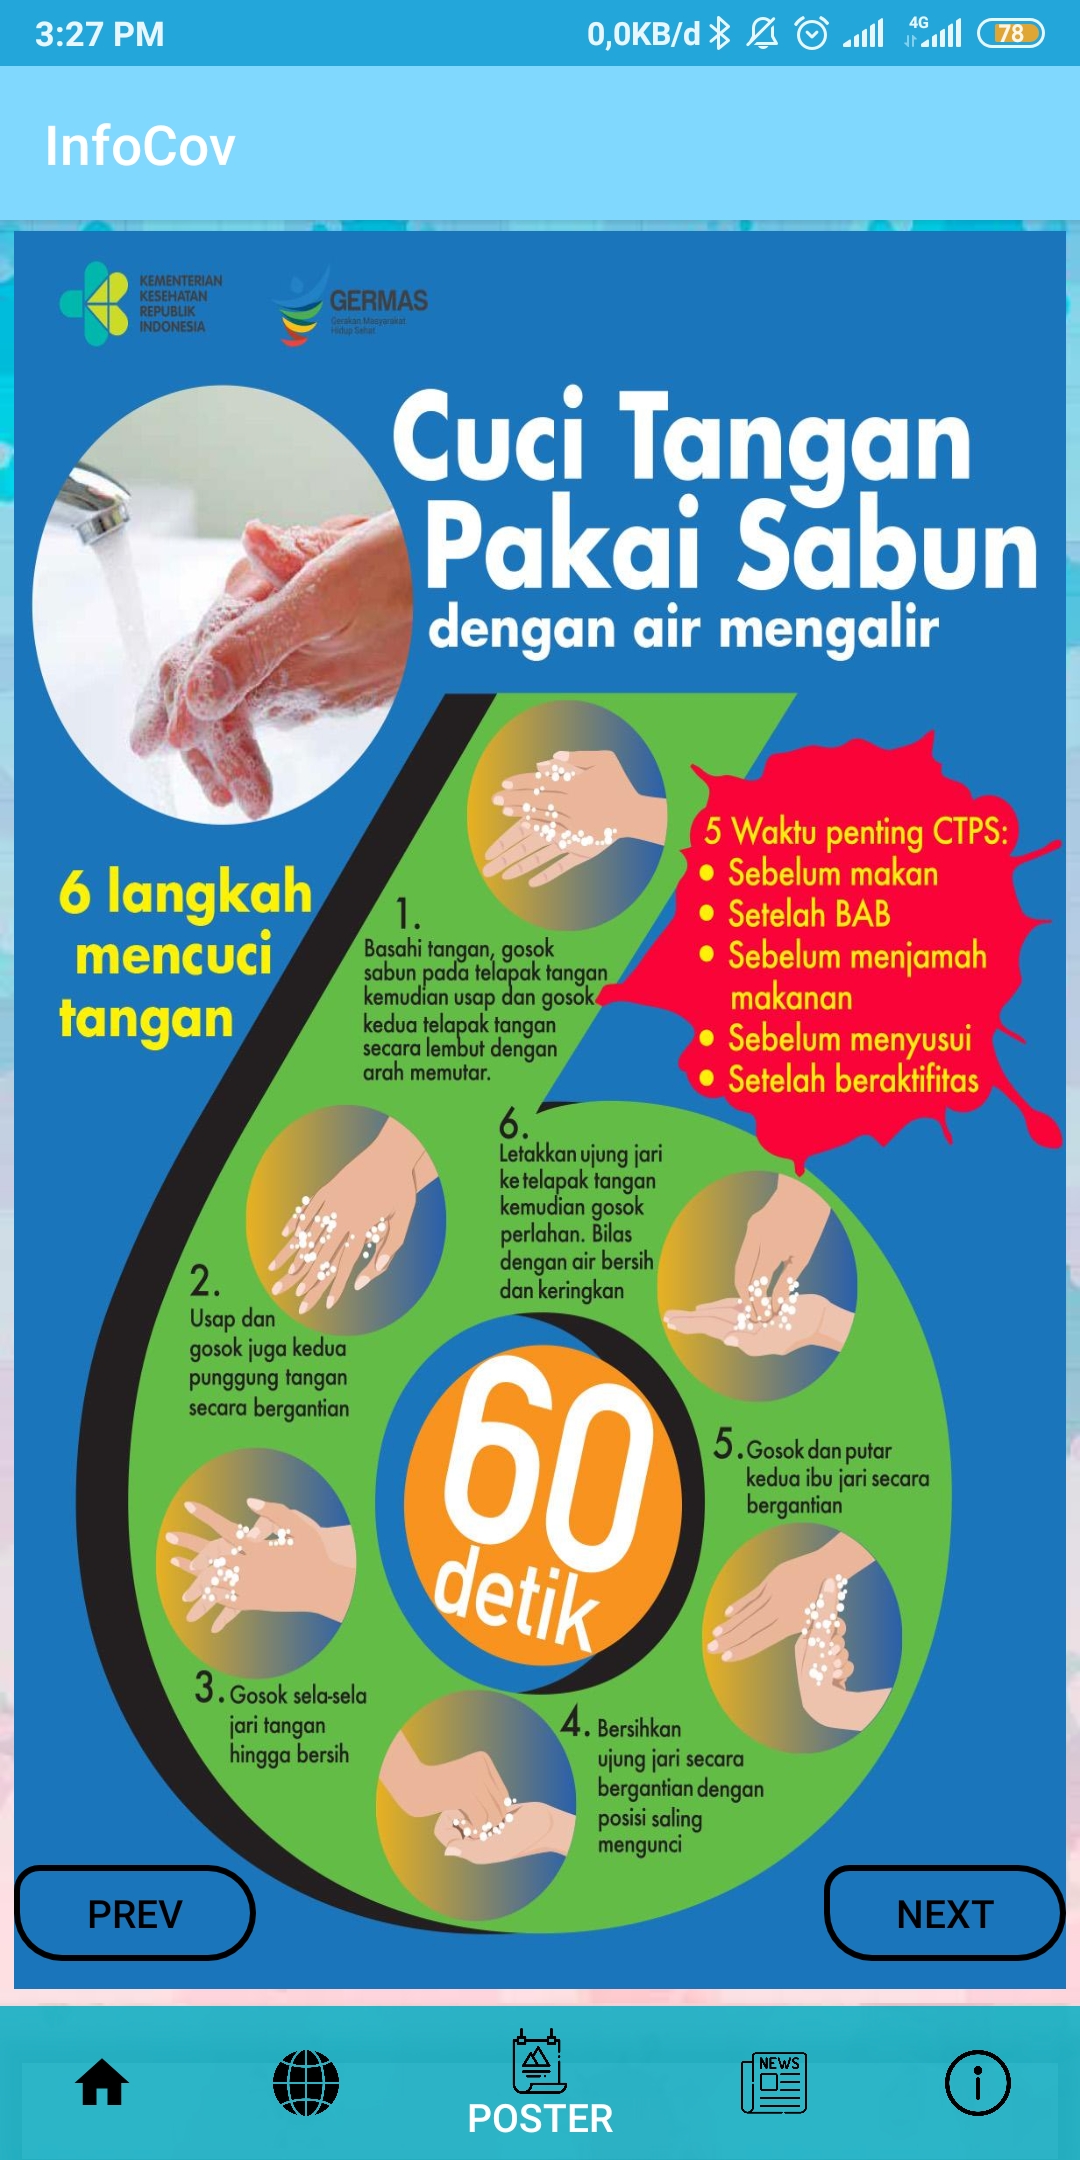 3:27 PM
0,0KB/d
4G
78
InfoCov
KEMENTERIAN
KESEHATAN
REPUBLIK
INDONESIA
GERMAS
Gerakan Masyarakat
Hidup Sehat
Cuci Tangan
Pakai Sabun
dengan air mengalir
6 langkah
mencuci
tangan
1.
Basahi tangan, gosok
sabun pada telapak tangan
kemudian usap dan gosok
kedua telapak tangan
secara lembut dengan
arah memutar.
5 Waktu penting CTPS:
• Sebelum makan
• Setelah BAB
• Sebelum menjamah
makanan
• Sebelum menyusui
• Setelah beraktifitas
2.
Usap dan
gosok juga kedua
punggung tangan
secara bergantian
6.
Letakkan ujung jari
ke telapak tangan
kemudian gosok
perlahan. Bilas
dengan air bersih
dan keringkan
60
detik
5. Gosok dan putar
kedua ibu jari secara
bergantian
3. Gosok sela-sela
jari tangan
hingga bersih
4. Bersihkan
ujung jari secara
bergantian dengan
posisi saling
mengunci
PREV
NEXT
NEWS
POSTER